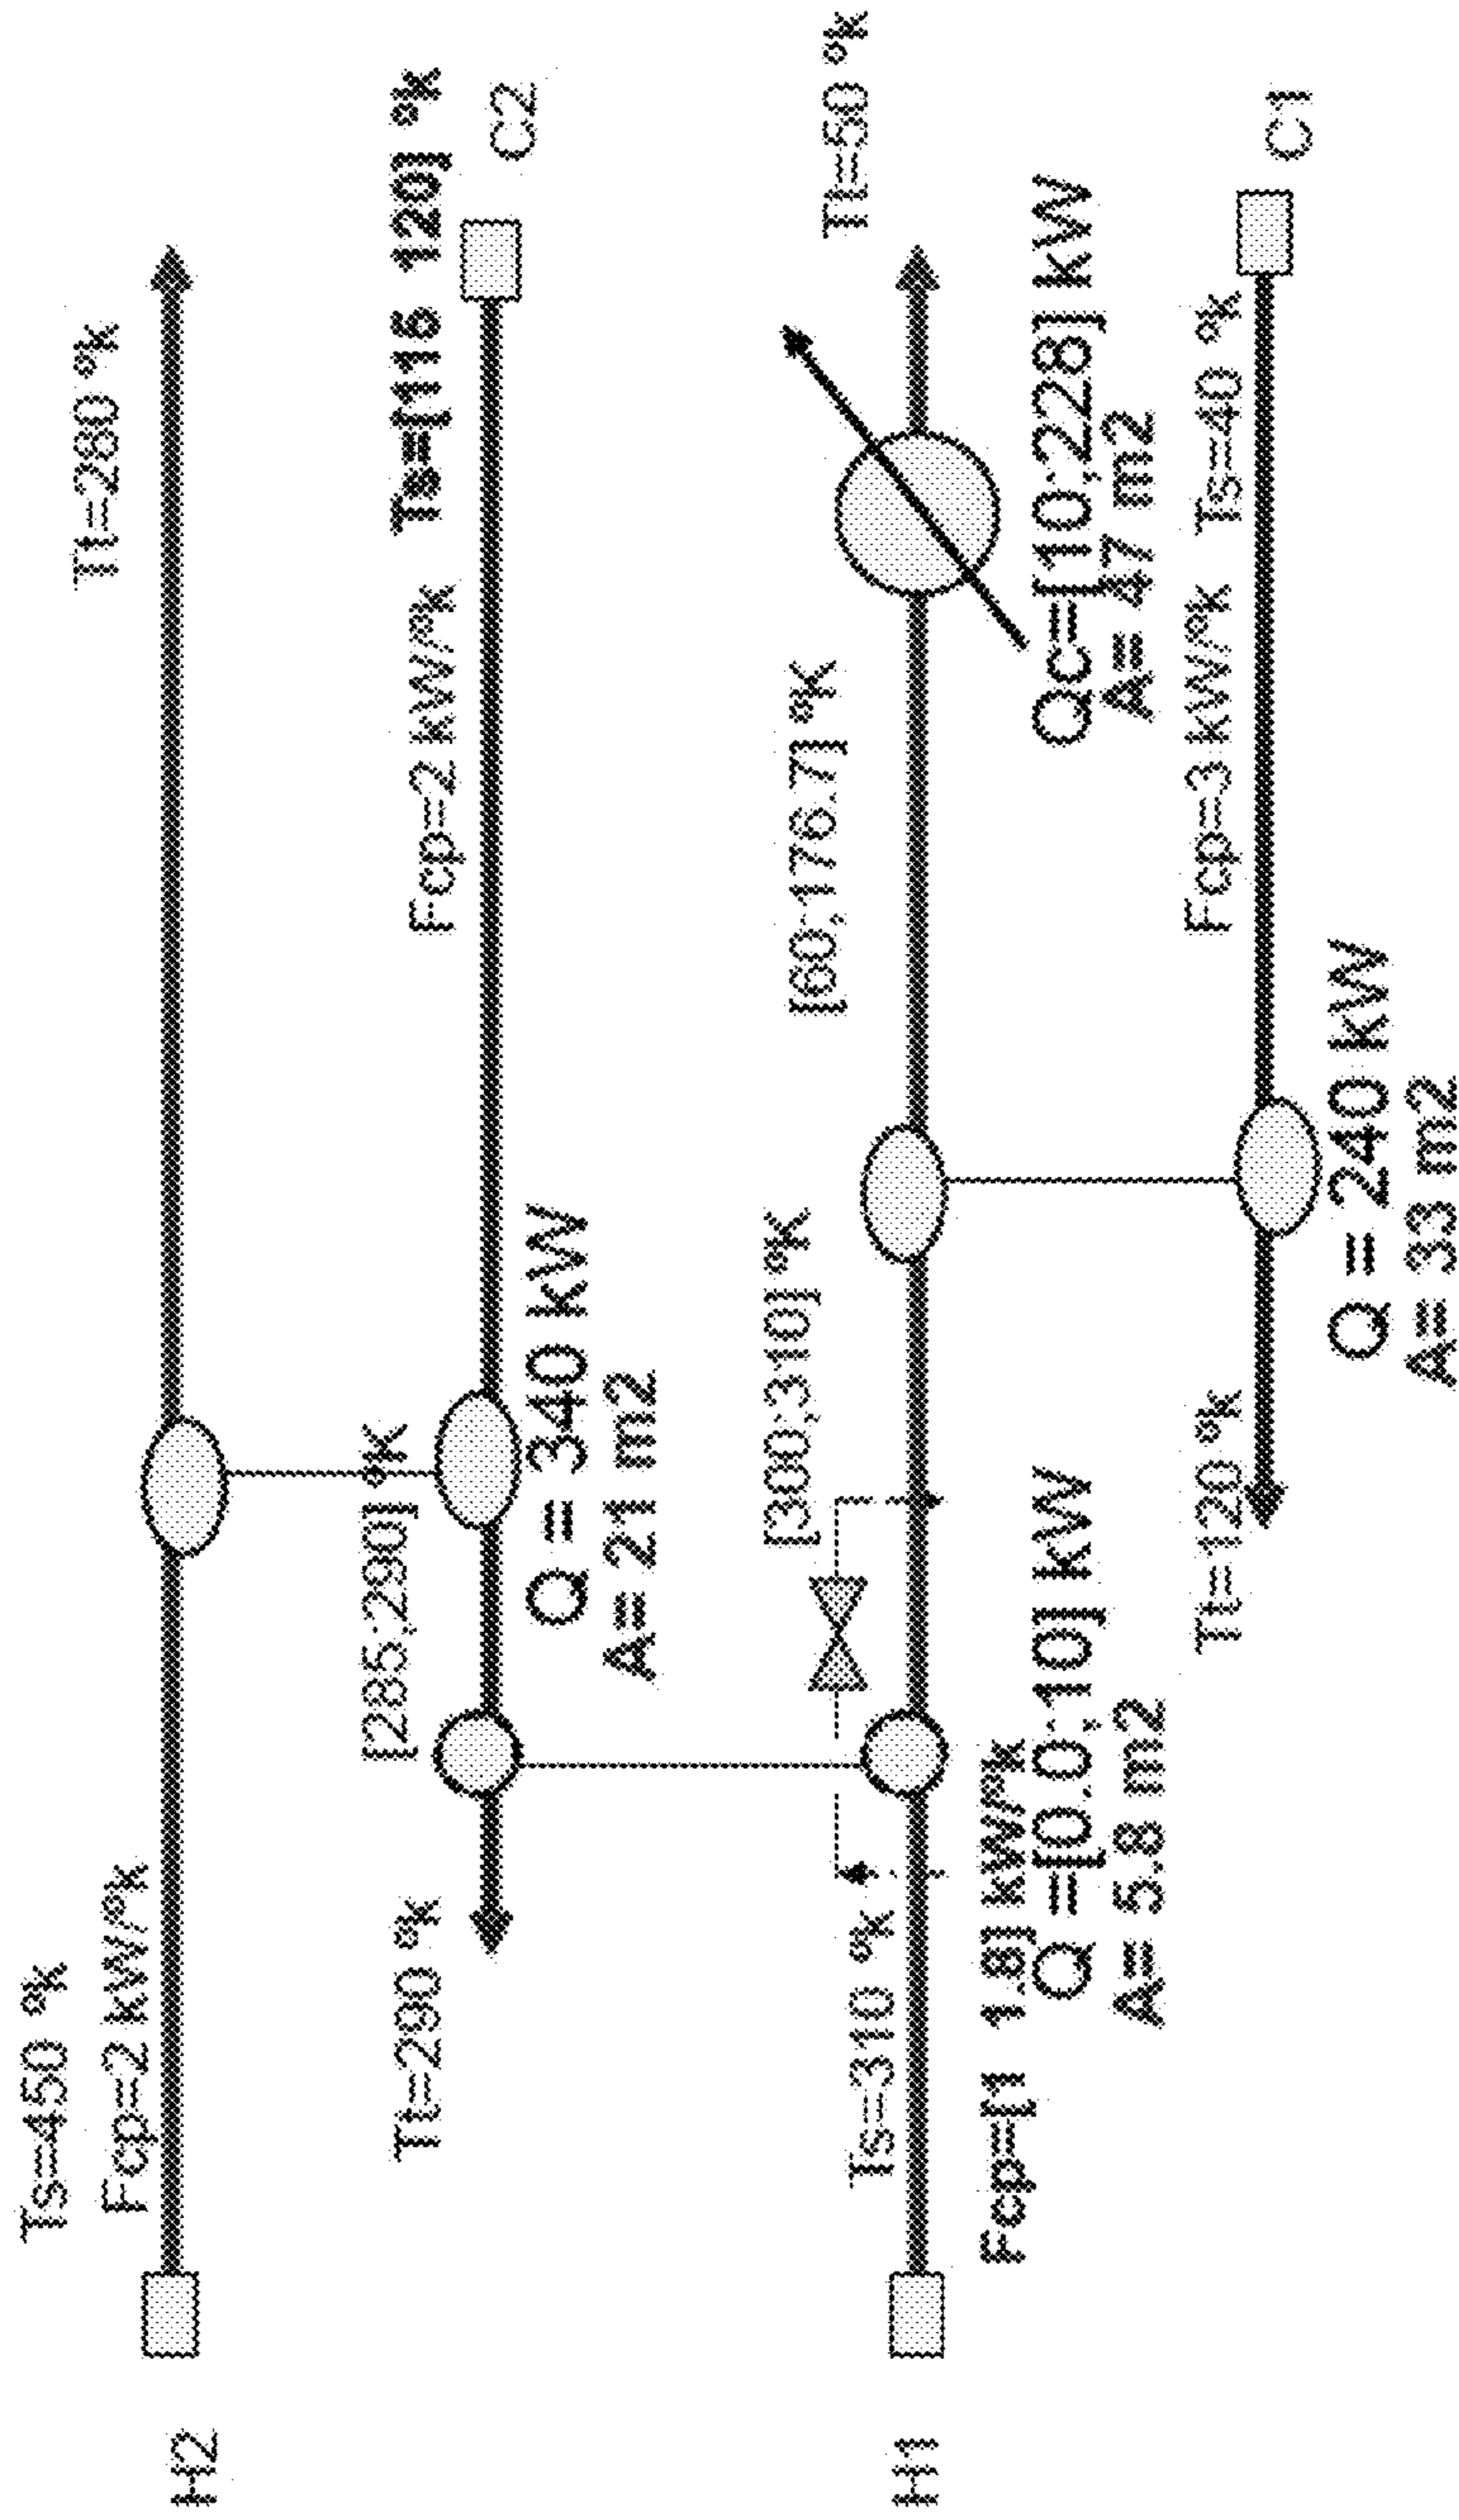 Ts=450 °k
Fcp=2 kW/°k
Tt=280 °k
H2
[285;290] °K
Tt=290 °k
Fcp=2 kW/°k
Ts=[116 120] °k
C2
Q = 340 kW
A= 21 m2
[300;310] °K
[60;176.7] °K
Tt=50 °k
Ts=310 °k
H1
Fcp=[1 1.8] kW/°k
Q =[0.0;10] kW
A= 5.8 m2
Qc=[10;228] kW
A= 47 m2
Tt=120 °k
Fcp=3 kW/°k
Ts=40 °k
C1
Q = 240 kW
A= 33 m2